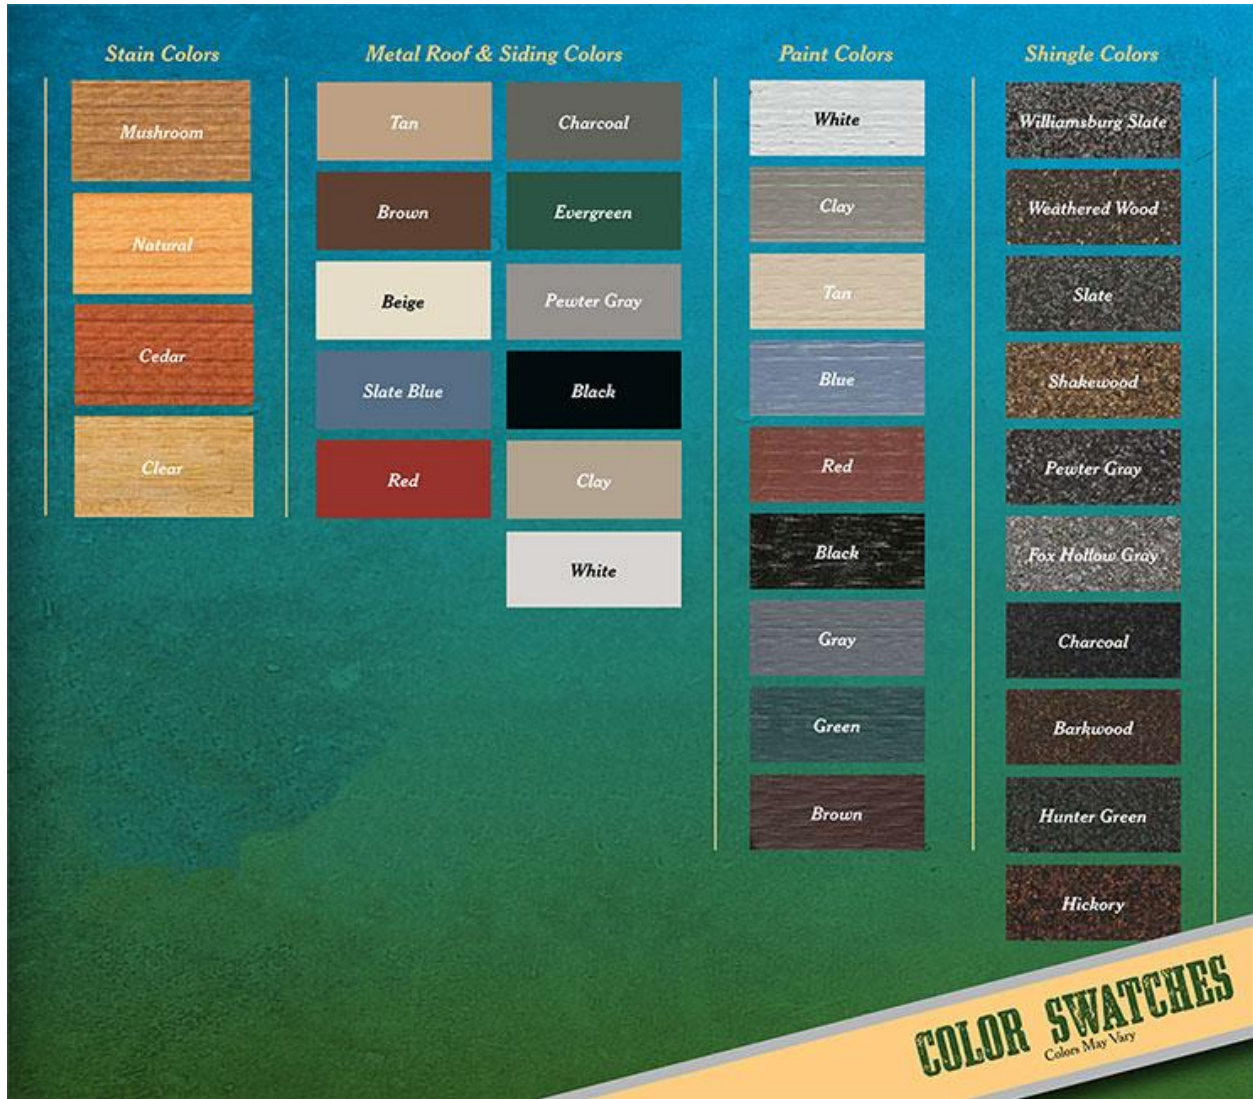 Stain Colors
Mushroom
Natural
Cedar
Clear
Metal Roof & Siding Colors
Tan
Brown
Beige
Slate Blue
Red
Charcoal
Evergreen
Pewter Gray
Black
Clay
White
Paint Colors
White
Clay
Tan
Blue
Red
Black
Gray
Green
Brown
Shingle Colors
Williamsburg Slate
Weathered Wood
Slate
Shakewood
Pewter Gray
Fox Hollow Gray
Charcoal
Barkwood
Hunter Green
Hickory
COLOR SWATCHES
Colors May Vary